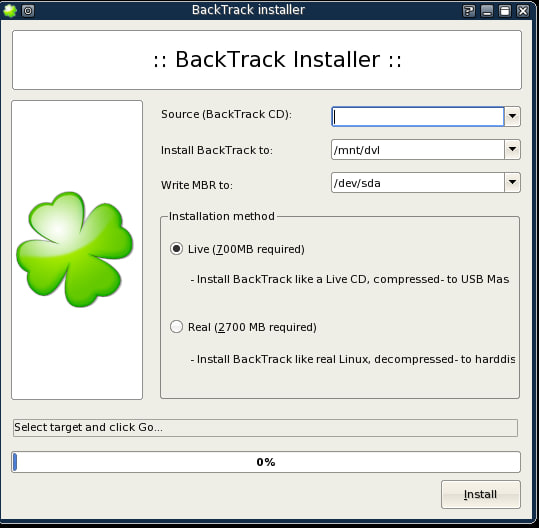 BackTrack installer
:: BackTrack Installer ::
Source (BackTrack CD):
Install BackTrack to: /mnt/dvl
Write MBR to: /dev/sda
Installation method
Live (700MB required)
- Install BackTrack like a Live CD, compressed- to USB Mas
Real (2700 MB required)
- Install BackTrack like real Linux, decompressed- to harddis
Select target and click Go...
0%
Install